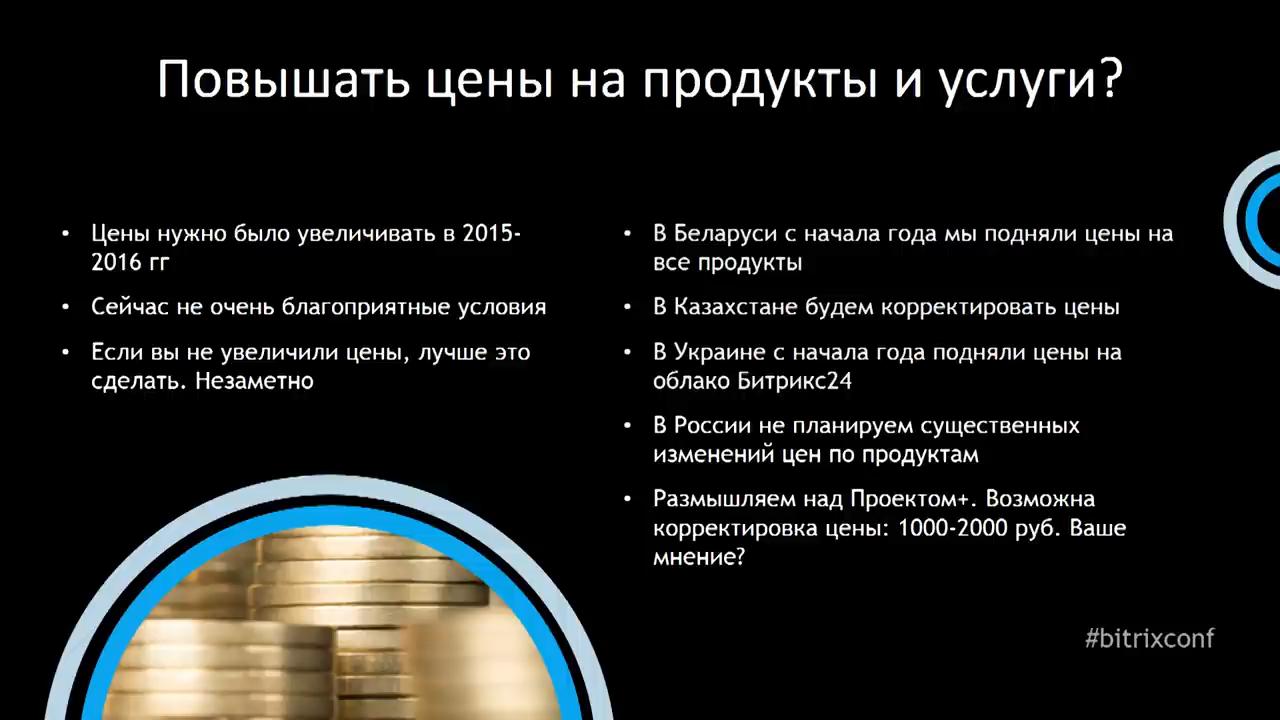 Повышать цены на продукты и услуги?
• Цены нужно было увеличивать в 2015-
2016 гг
• Сейчас не очень благоприятные условия
• Если вы не увеличили цены, лучше это
сделать. Незаметно
• В Беларуси с начала года мы подняли цены на
все продукты
• В Казахстане будем корректировать цены
• В Украине с начала года подняли цены на
облако Битрикс24
• В России не планируем существенных
изменений цен по продуктам
• Размышляем над Проектом+. Возможна
корректировка цены: 1000-2000 руб. Ваше
мнение?
#bitrixconf